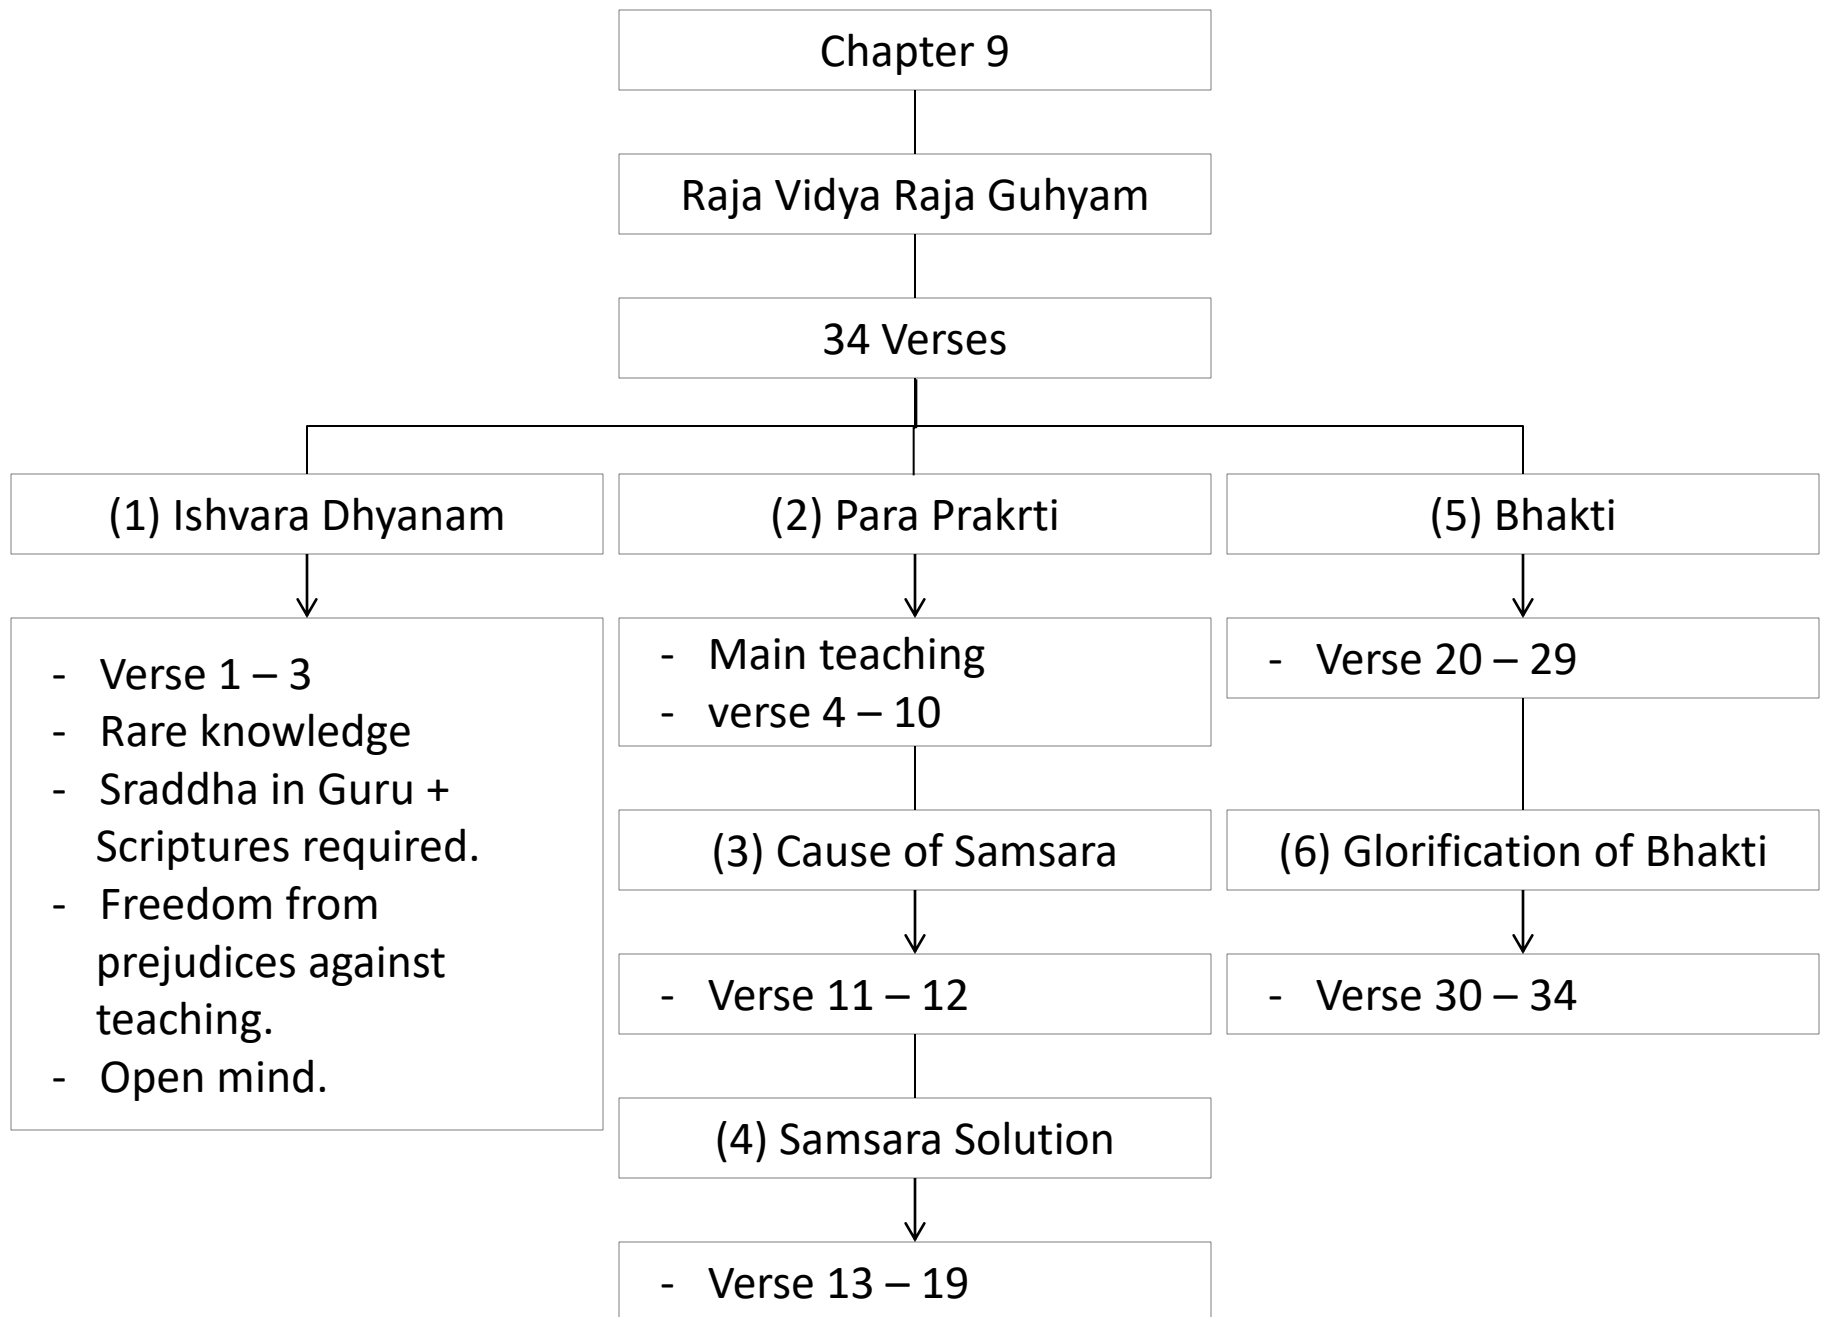 Chapter 9
Raja Vidya Raja Guhyam
34 Verses
(1) Ishvara Dhyanam
- Verse 1 – 3
- Rare knowledge
- Sraddha in Guru +
Scriptures required.
- Freedom from
prejudices against
teaching.
- Open mind.
(2) Para Prakrti
- Main teaching
- verse 4 – 10
(3) Cause of Samsara
- Verse 11 – 12
(4) Samsara Solution
- Verse 13 – 19
(5) Bhakti
- Verse 20 – 29
(6) Glorification of Bhakti
- Verse 30 – 34